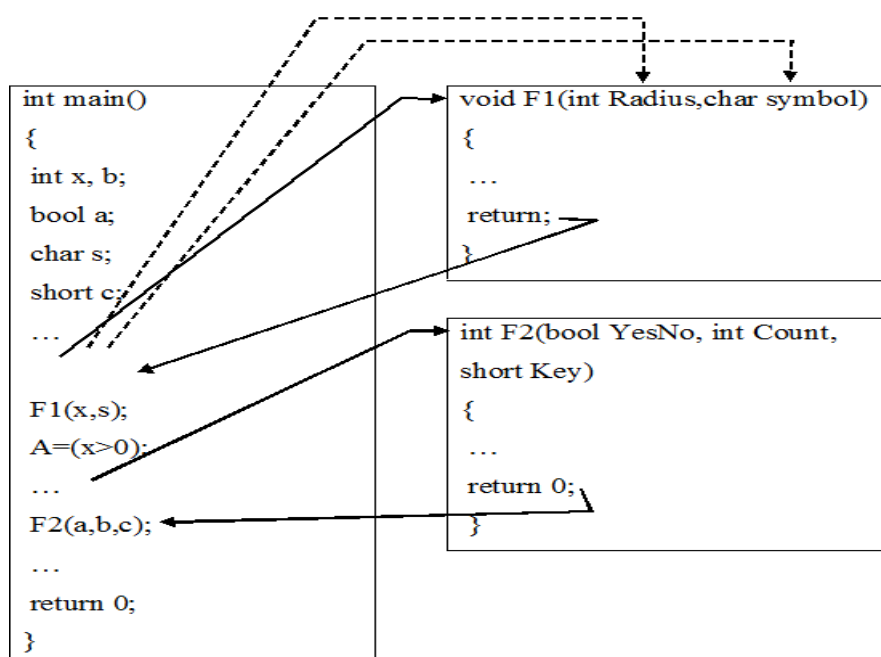 int main()
{
int x, b;
bool a;
char s;
short c;
...
F1(x,s);
A=(x>0);
...
F2(a,b,c);
...
return 0;
}
void F1(int Radius,char symbol)
{
...
return;
}
int F2(bool YesNo, int Count,
short Key)
{
...
return 0;
}